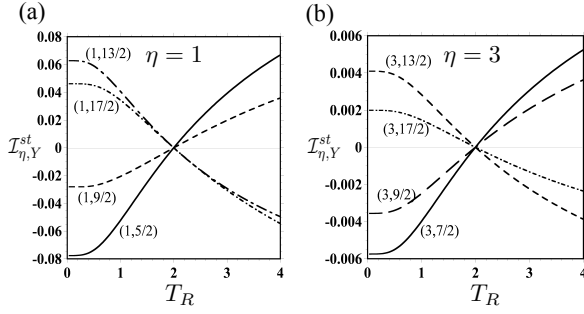 (a)
η = 1
0.08
0.06
0.04
0.02
0
-0.02
-0.04
-0.06
-0.08
(1,13/2)
(1,17/2)
(1,9/2)
(1,5/2)
𝓘^{st}_{η,Y}
0 1 2 3 4
T_R
(b)
η = 3
0.006
0.004
0.002
0
-0.002
-0.004
-0.006
(3,13/2)
(3,17/2)
(3,9/2)
(3,7/2)
𝓘^{st}_{η,Y}
0 1 2 3 4
T_R